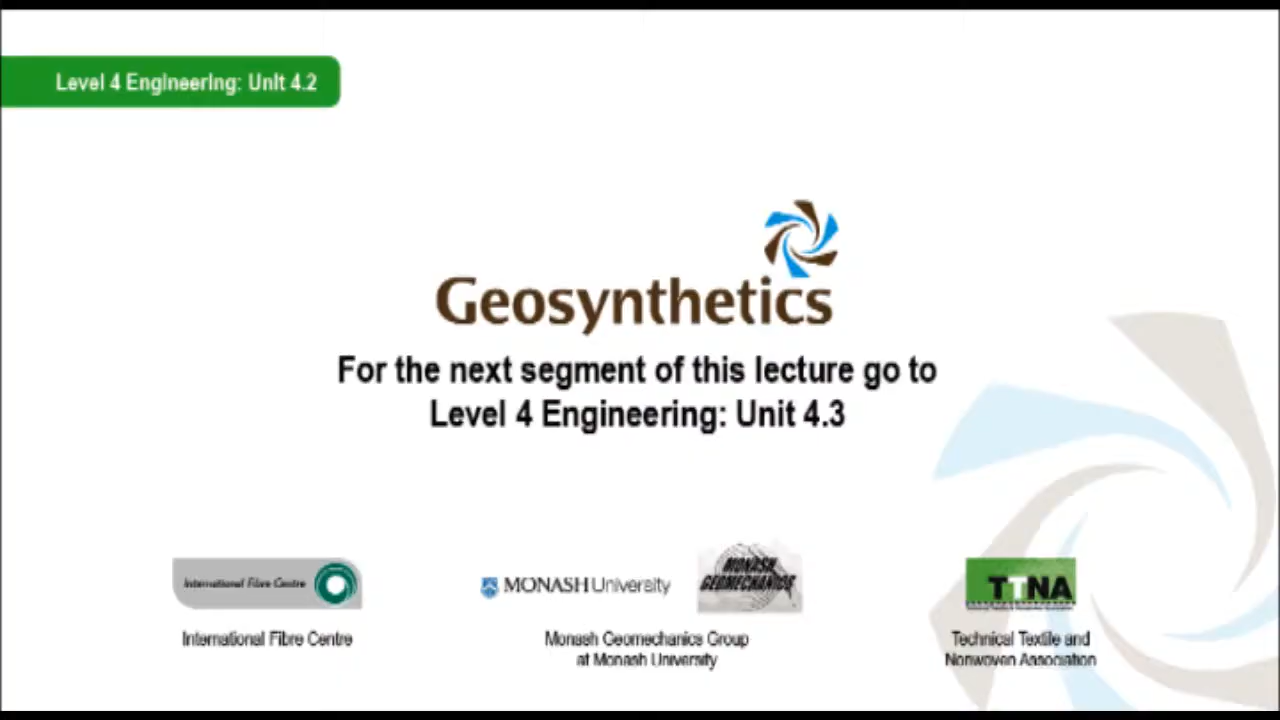 Level 4 Engineering: Unit 4.2
Geosynthetics
For the next segment of this lecture go to
Level 4 Engineering: Unit 4.3
International Fibre Centre
MONASH University
MONASH
GEOMECHANICS
TTNA
International Fibre Centre
Monash Geomechanics Group
at Monash University
Technical Textile and
Nonwoven Association